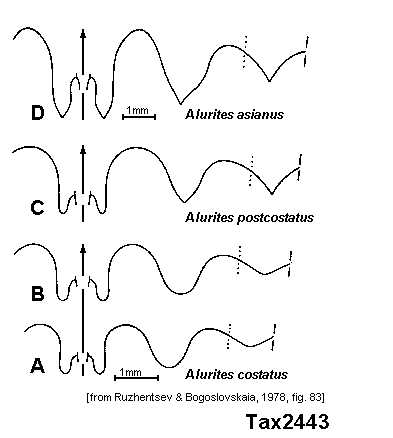 D
1mm
Alurites asianus
C
Alurites postcostatus
B
A
1mm
Alurites costatus
[from Ruzhentsev & Bogoslovskaia, 1978, fig. 83]
Tax2443